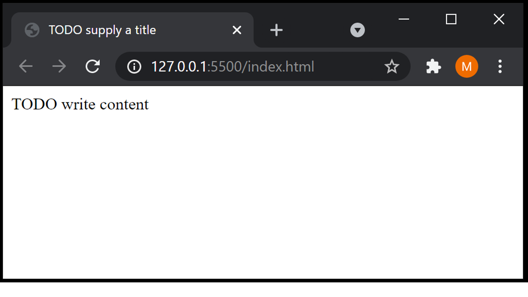 TODO supply a title
127.0.0.1:5500/index.html
M
TODO write content